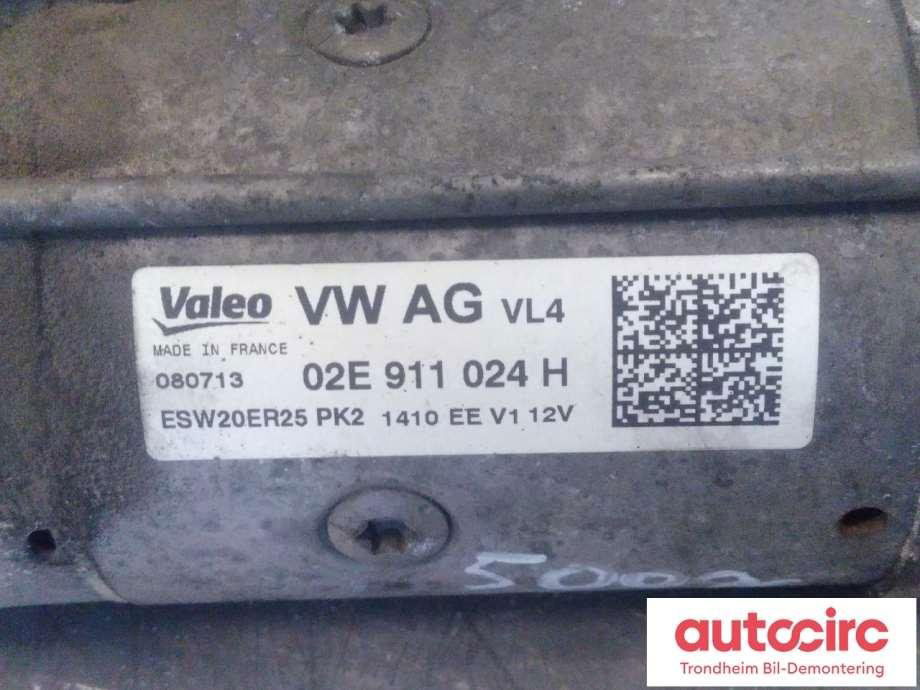 Valeo VW AG VL4
MADE IN FRANCE
080713 02E 911 024 H
ESW20ER25 PK2 1410 EE V1 12V
autocirc
Trondheim Bil-Demontering